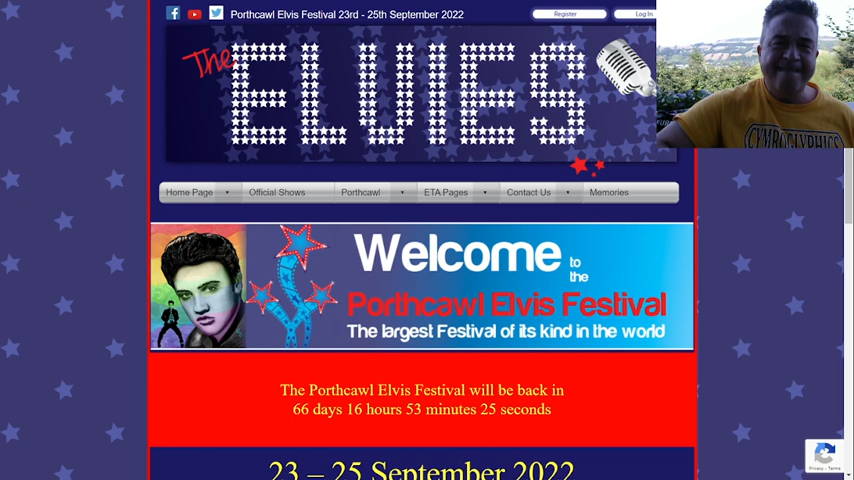 Porthcawl Elvis Festival 23rd - 25th September 2022
Register
Log In
The
ELVIES
CYMROGLYPHICS
Home Page
Official Shows
Porthcawl
ETA Pages
Contact Us
Memories
Welcome to the
Porthcawl Elvis Festival
The largest Festival of its kind in the world
The Porthcawl Elvis Festival will be back in
66 days 16 hours 53 minutes 25 seconds
23 – 25 September 2022
Privacy - Terms